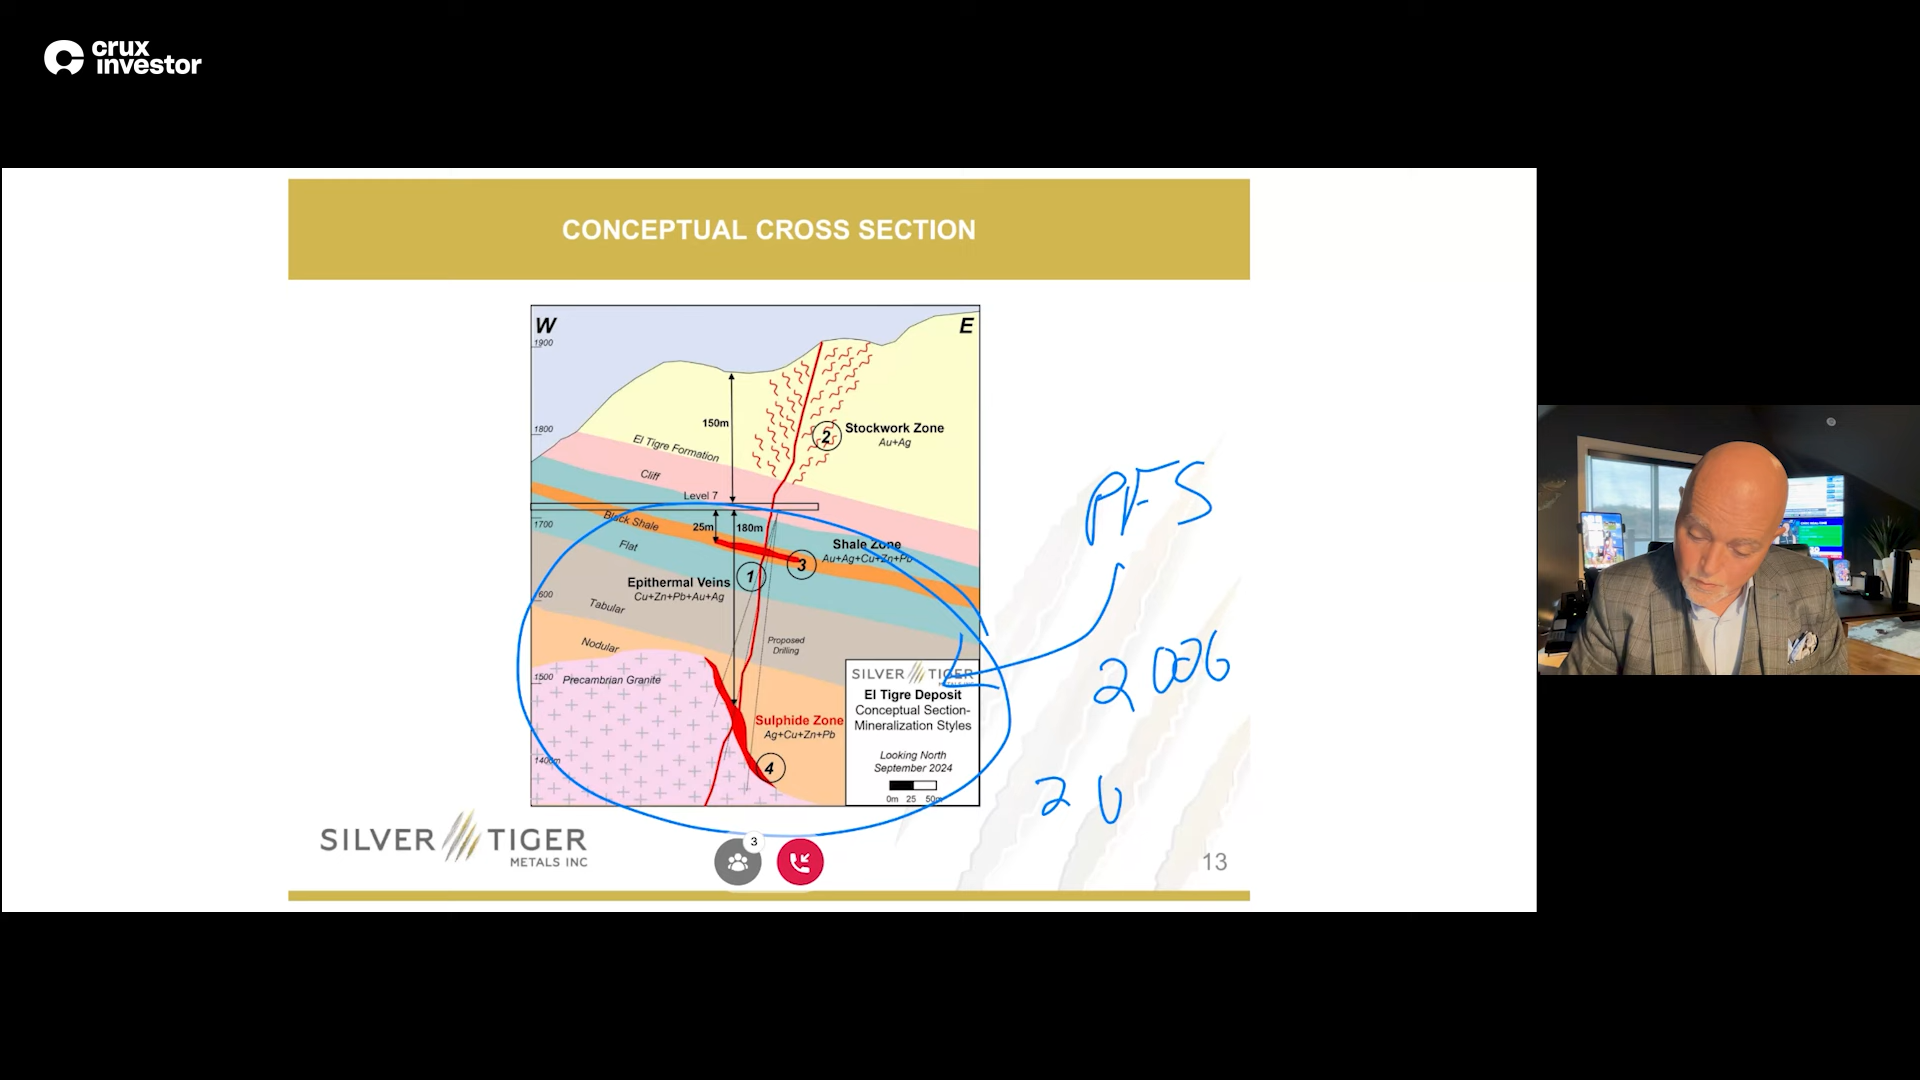 crux
investor
CONCEPTUAL CROSS SECTION
W
E
1900
150m
Stockwork Zone
2
Au+Ag
1800
El Tigre Formation
Cliff
PFS
Level 7
Black Shale
1700
25m
180m
Flat
Shale Zone
Au+Ag+Cu+Zn+Pb
3
Epithermal Veins
1
Cu+Zn+Pb+Au+Ag
600
Tabular
Proposed
Drilling
Nodular
1500
Precambrian Granite
SILVER TIGER
El Tigre Deposit
Conceptual Section-
Mineralization Styles
Looking North
September 2024
0m 25 50m
Sulphide Zone
Ag+Cu+Zn+Pb
4
1400m
2006
20
SILVER TIGER
METALS INC
3
13